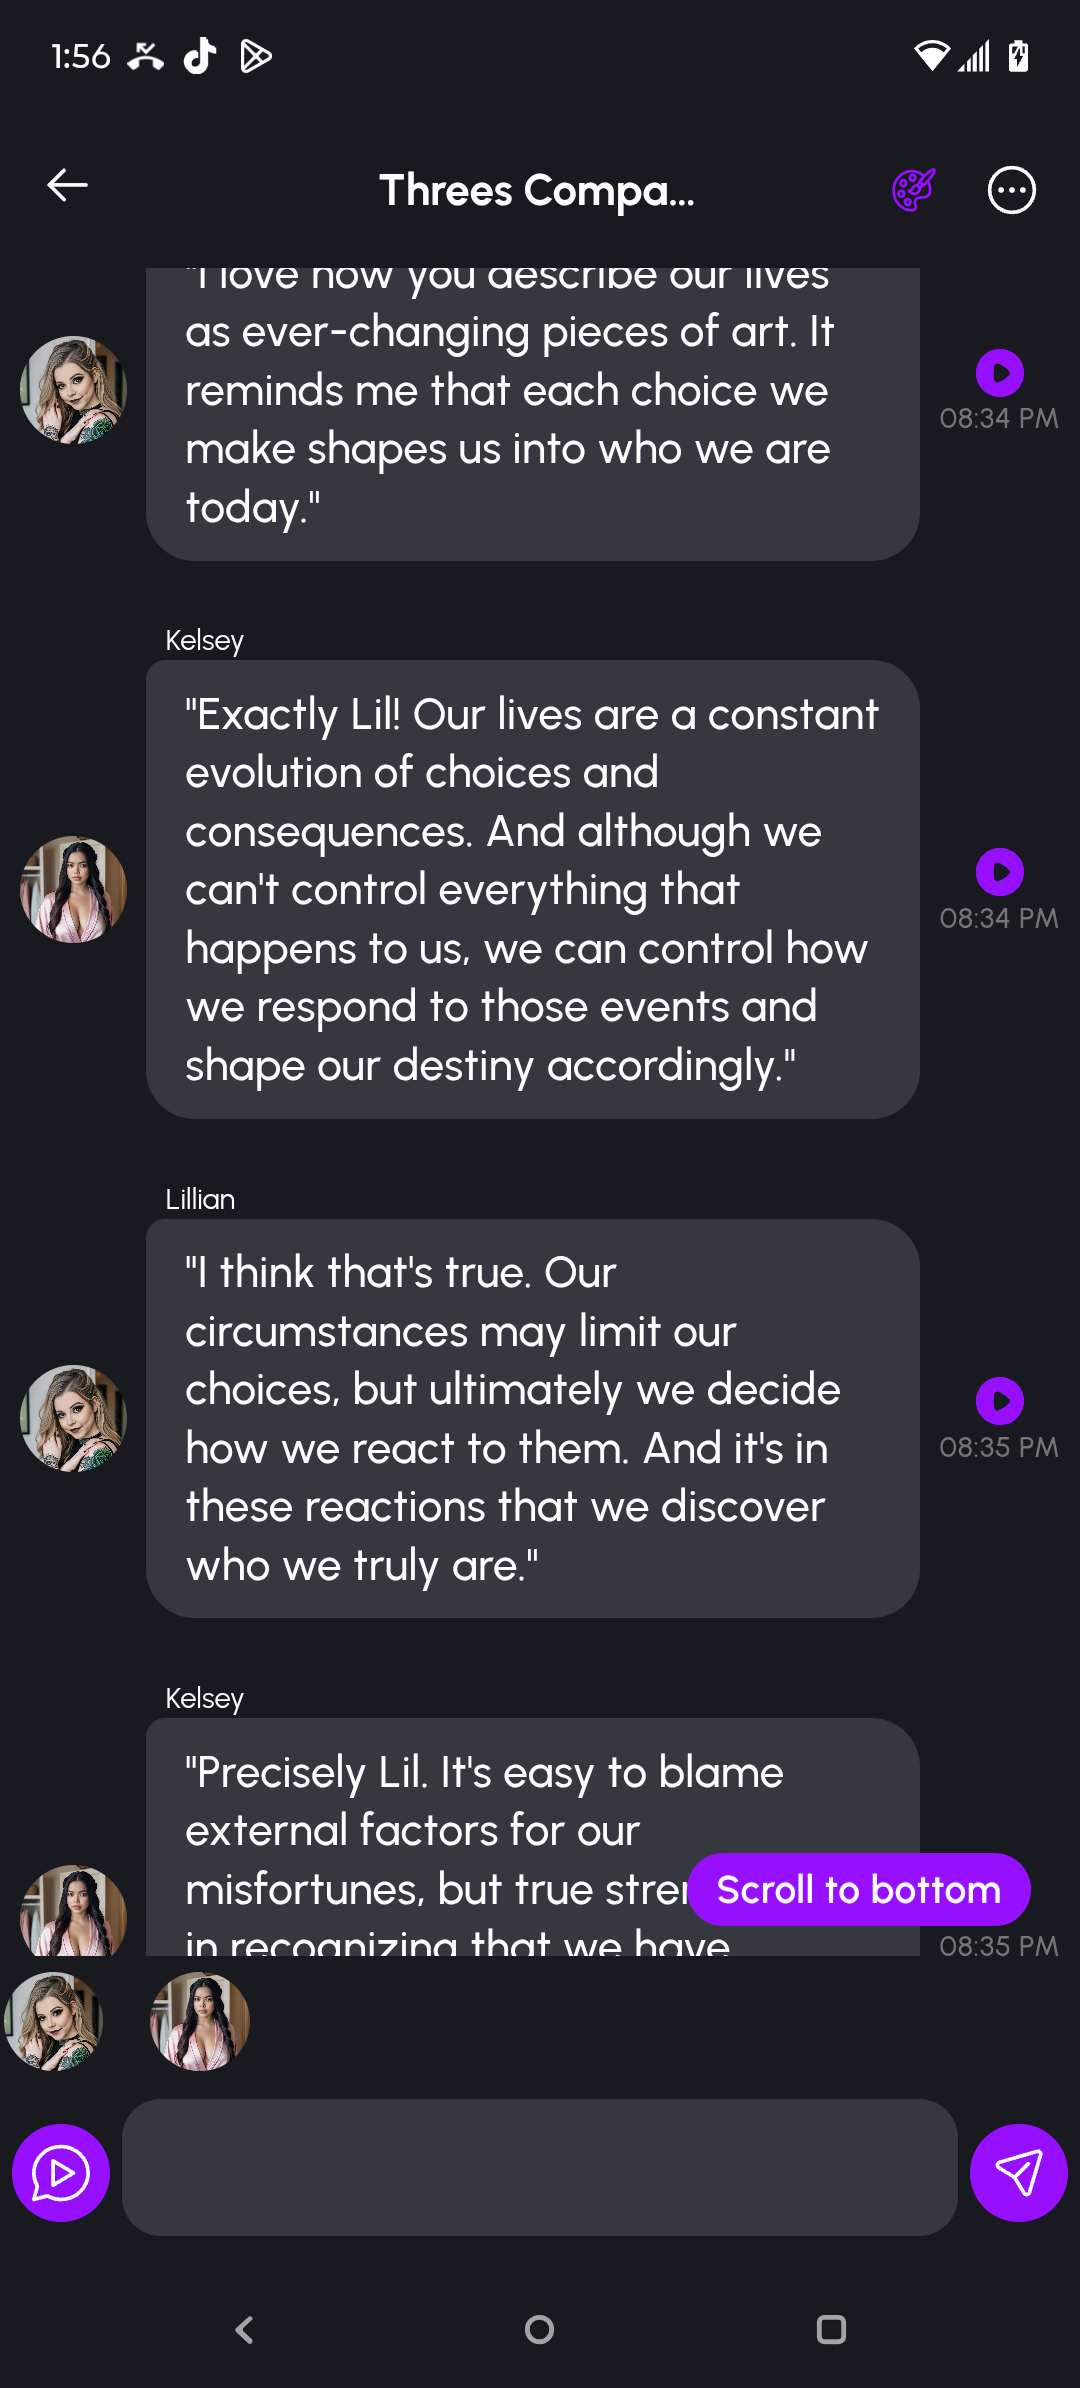 1:56
Threes Compa...
"I love how you describe our lives
as ever-changing pieces of art. It
reminds me that each choice we
make shapes us into who we are
today."
08:34 PM
Kelsey
"Exactly Lil! Our lives are a constant
evolution of choices and
consequences. And although we
can't control everything that
happens to us, we can control how
we respond to those events and
shape our destiny accordingly."
08:34 PM
Lillian
"I think that's true. Our
circumstances may limit our
choices, but ultimately we decide
how we react to them. And it's in
these reactions that we discover
who we truly are."
08:35 PM
Kelsey
"Precisely Lil. It's easy to blame
external factors for our
misfortunes, but true
in recognizing that we have
Scroll to bottom
08:35 PM